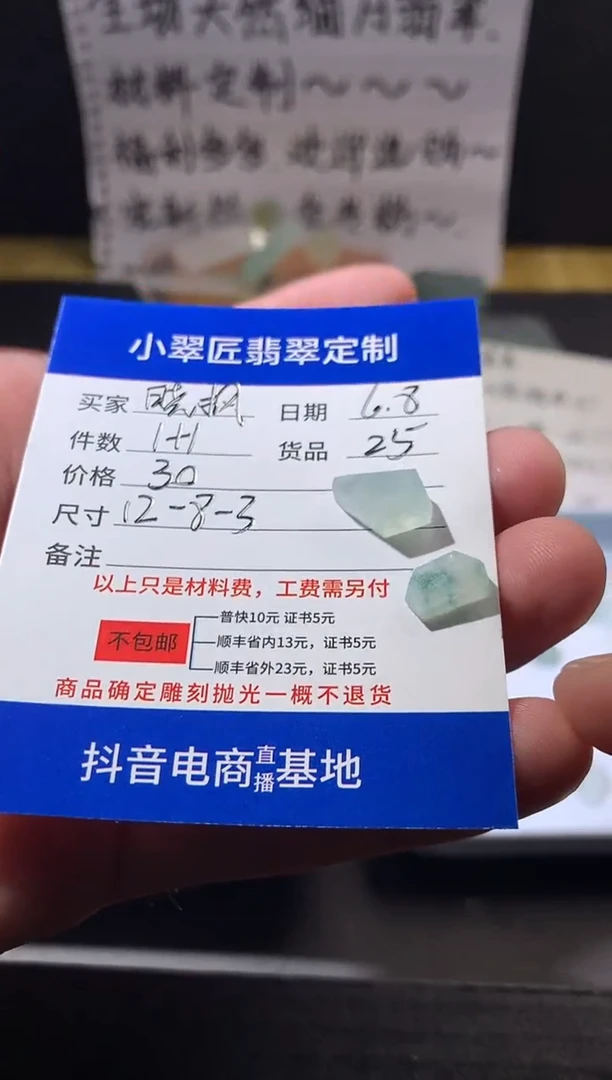 材料定制～～～
小翠匠翡翠定制
买家 日期 6.8
件数 1+1 货品 25
价格 30
尺寸 12-8-3
备注
以上只是材料费，工费需另付
不包邮
普快10元 证书5元
顺丰省内13元，证书5元
顺丰省外23元，证书5元
商品确定雕刻抛光一概不退货
抖音电商直播基地